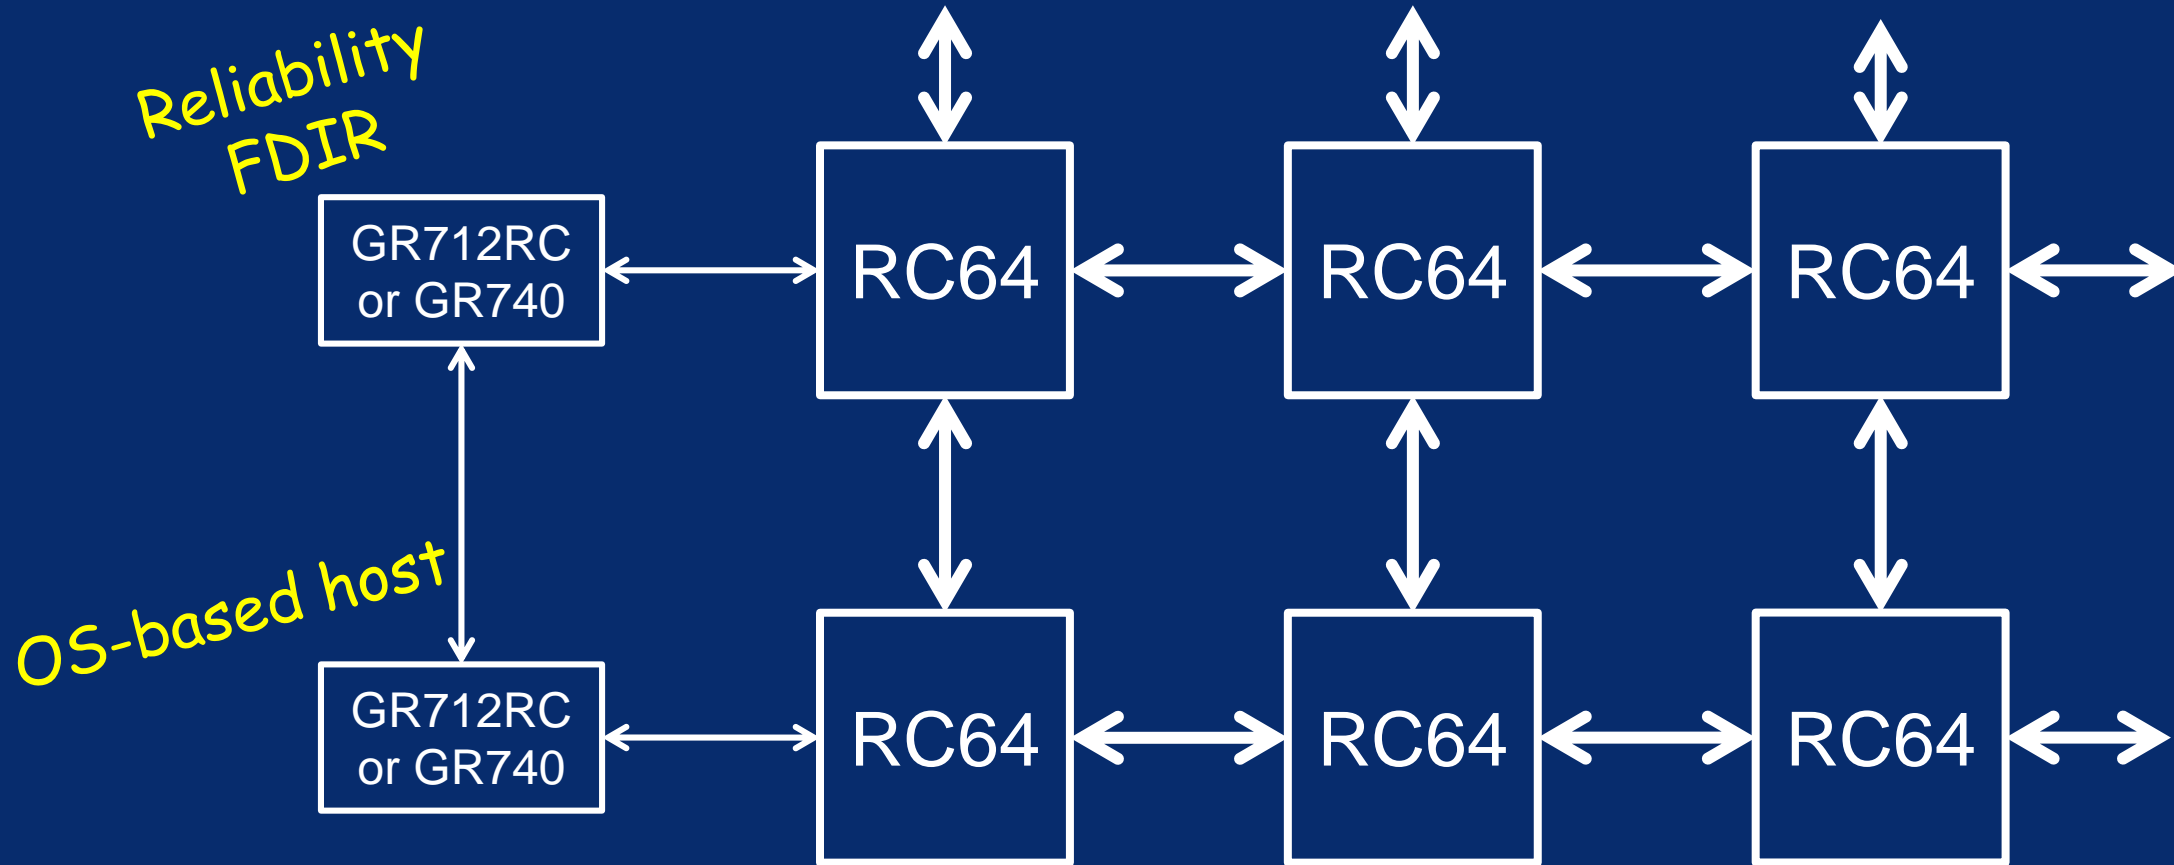 Reliability
FDIR
GR712RC
or GR740
RC64
RC64
RC64
OS-based host
GR712RC
or GR740
RC64
RC64
RC64